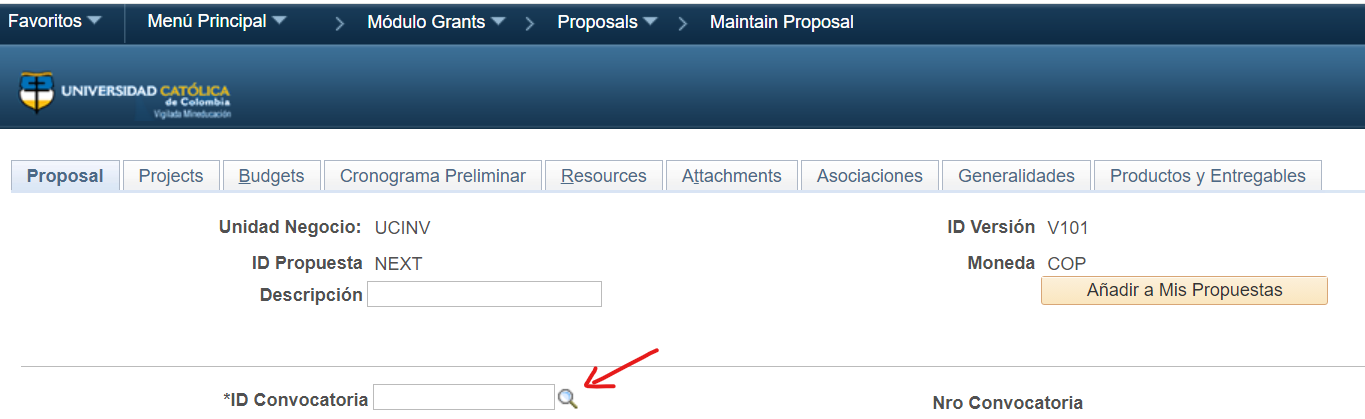 Favoritos Menú Principal Módulo Grants Proposals Maintain Proposal
UNIVERSIDAD CATÓLICA
de Colombia
Vigilada Mineducación
Proposal Projects Budgets Cronograma Preliminar Resources Attachments Asociaciones Generalidades Productos y Entregables
Unidad Negocio: UCINV ID Versión V101
ID Propuesta NEXT Moneda COP
Descripción Añadir a Mis Propuestas
*ID Convocatoria Nro Convocatoria